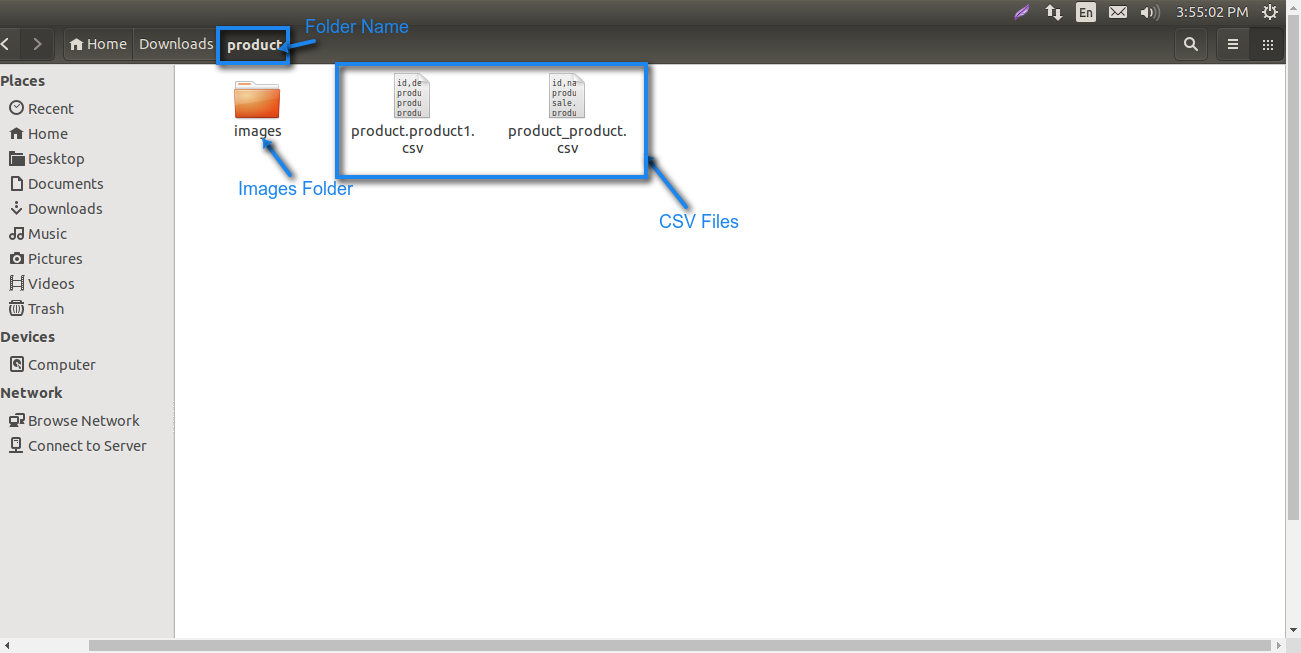 En
3:55:02 PM
Folder Name
Home
Downloads
product
Places
Recent
Home
Desktop
Documents
Downloads
Music
Pictures
Videos
Trash
Devices
Computer
Network
Browse Network
Connect to Server
images
id,de
produ
produ
produ
product.product1.
csv
id,na
produ
sale.
produ
product_product.
csv
Images Folder
CSV Files